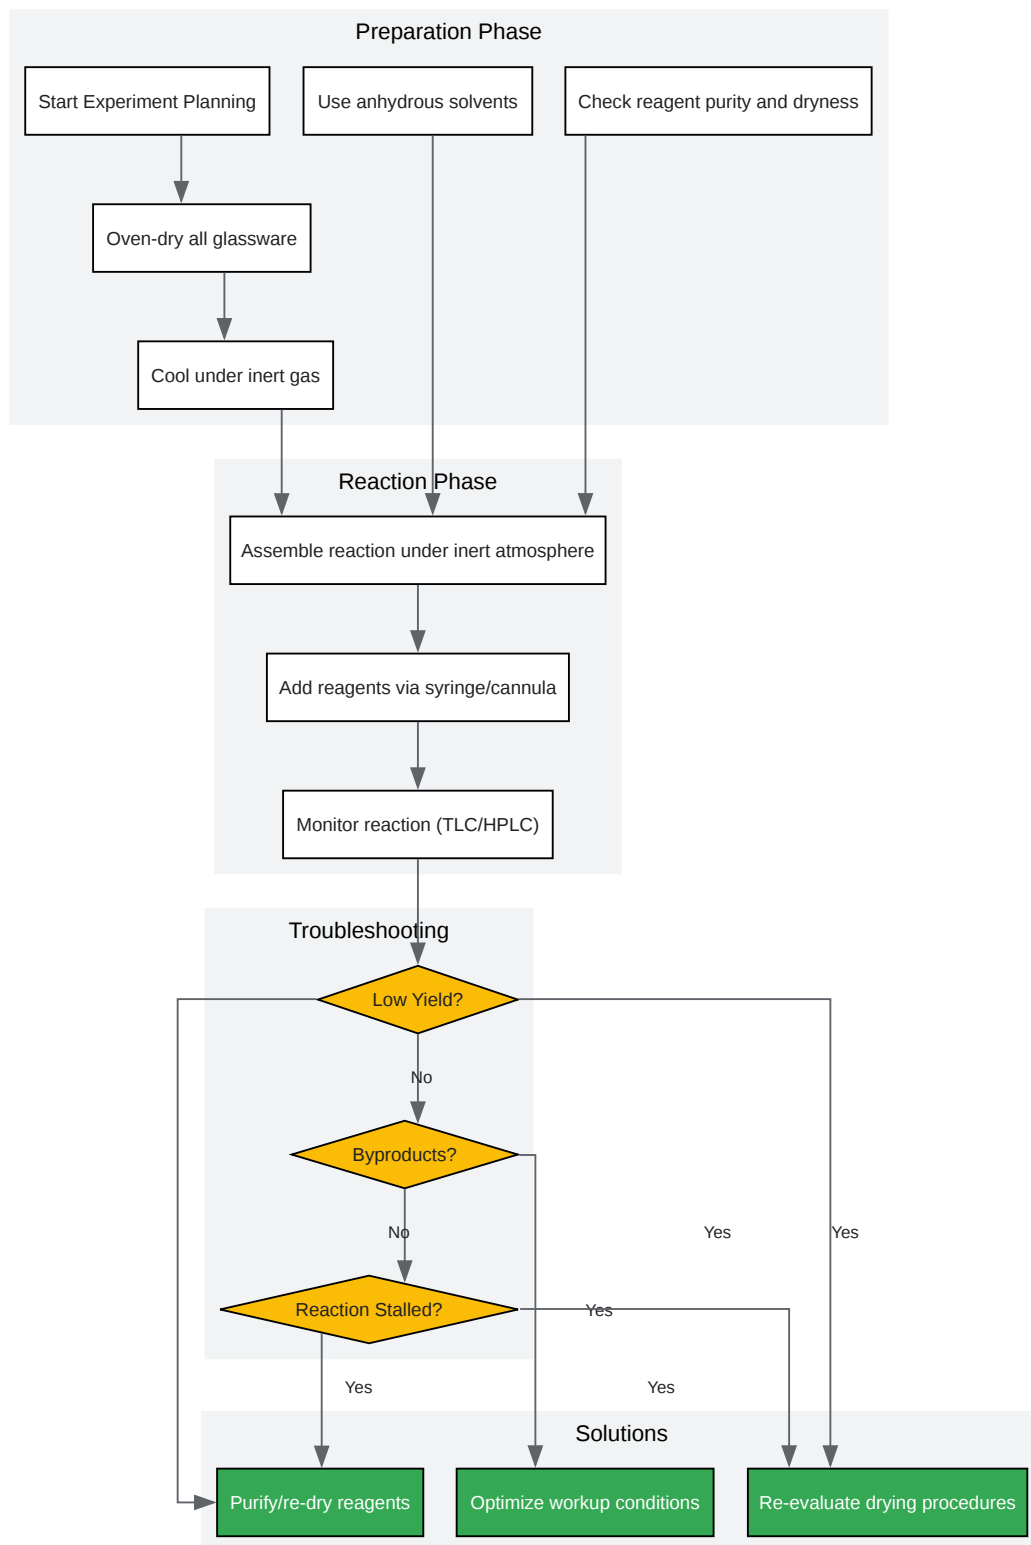 Preparation Phase
Start Experiment Planning
Use anhydrous solvents
Check reagent purity and dryness
Oven-dry all glassware
Cool under inert gas
Reaction Phase
Assemble reaction under inert atmosphere
Add reagents via syringe/cannula
Monitor reaction (TLC/HPLC)
Troubleshooting
Low Yield?
No
Byproducts?
No
Yes
Yes
Reaction Stalled?
Yes
Yes
Yes
Solutions
Purify/re-dry reagents
Optimize workup conditions
Re-evaluate drying procedures